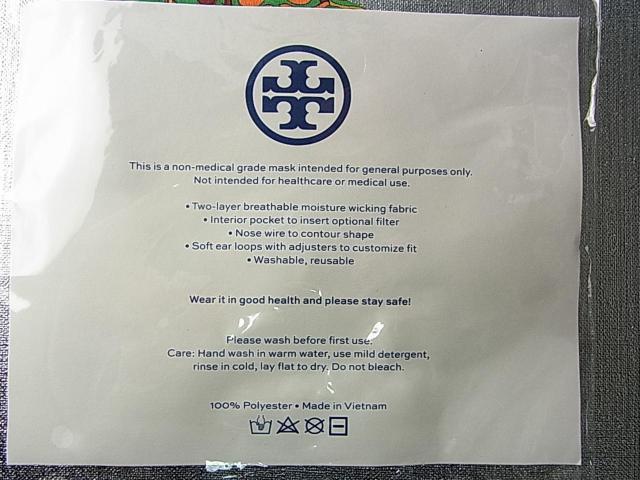 This is a non-medical grade mask intended for general purposes only.
Not intended for healthcare or medical use.
• Two-layer breathable moisture wicking fabric
• Interior pocket to insert optional filter
• Nose wire to contour shape
• Soft ear loops with adjusters to customize fit
• Washable, reusable
Wear it in good health and please stay safe!
Please wash before first use.
Care: Hand wash in warm water, use mild detergent,
rinse in cold, lay flat to dry. Do not bleach.
100% Polyester • Made in Vietnam